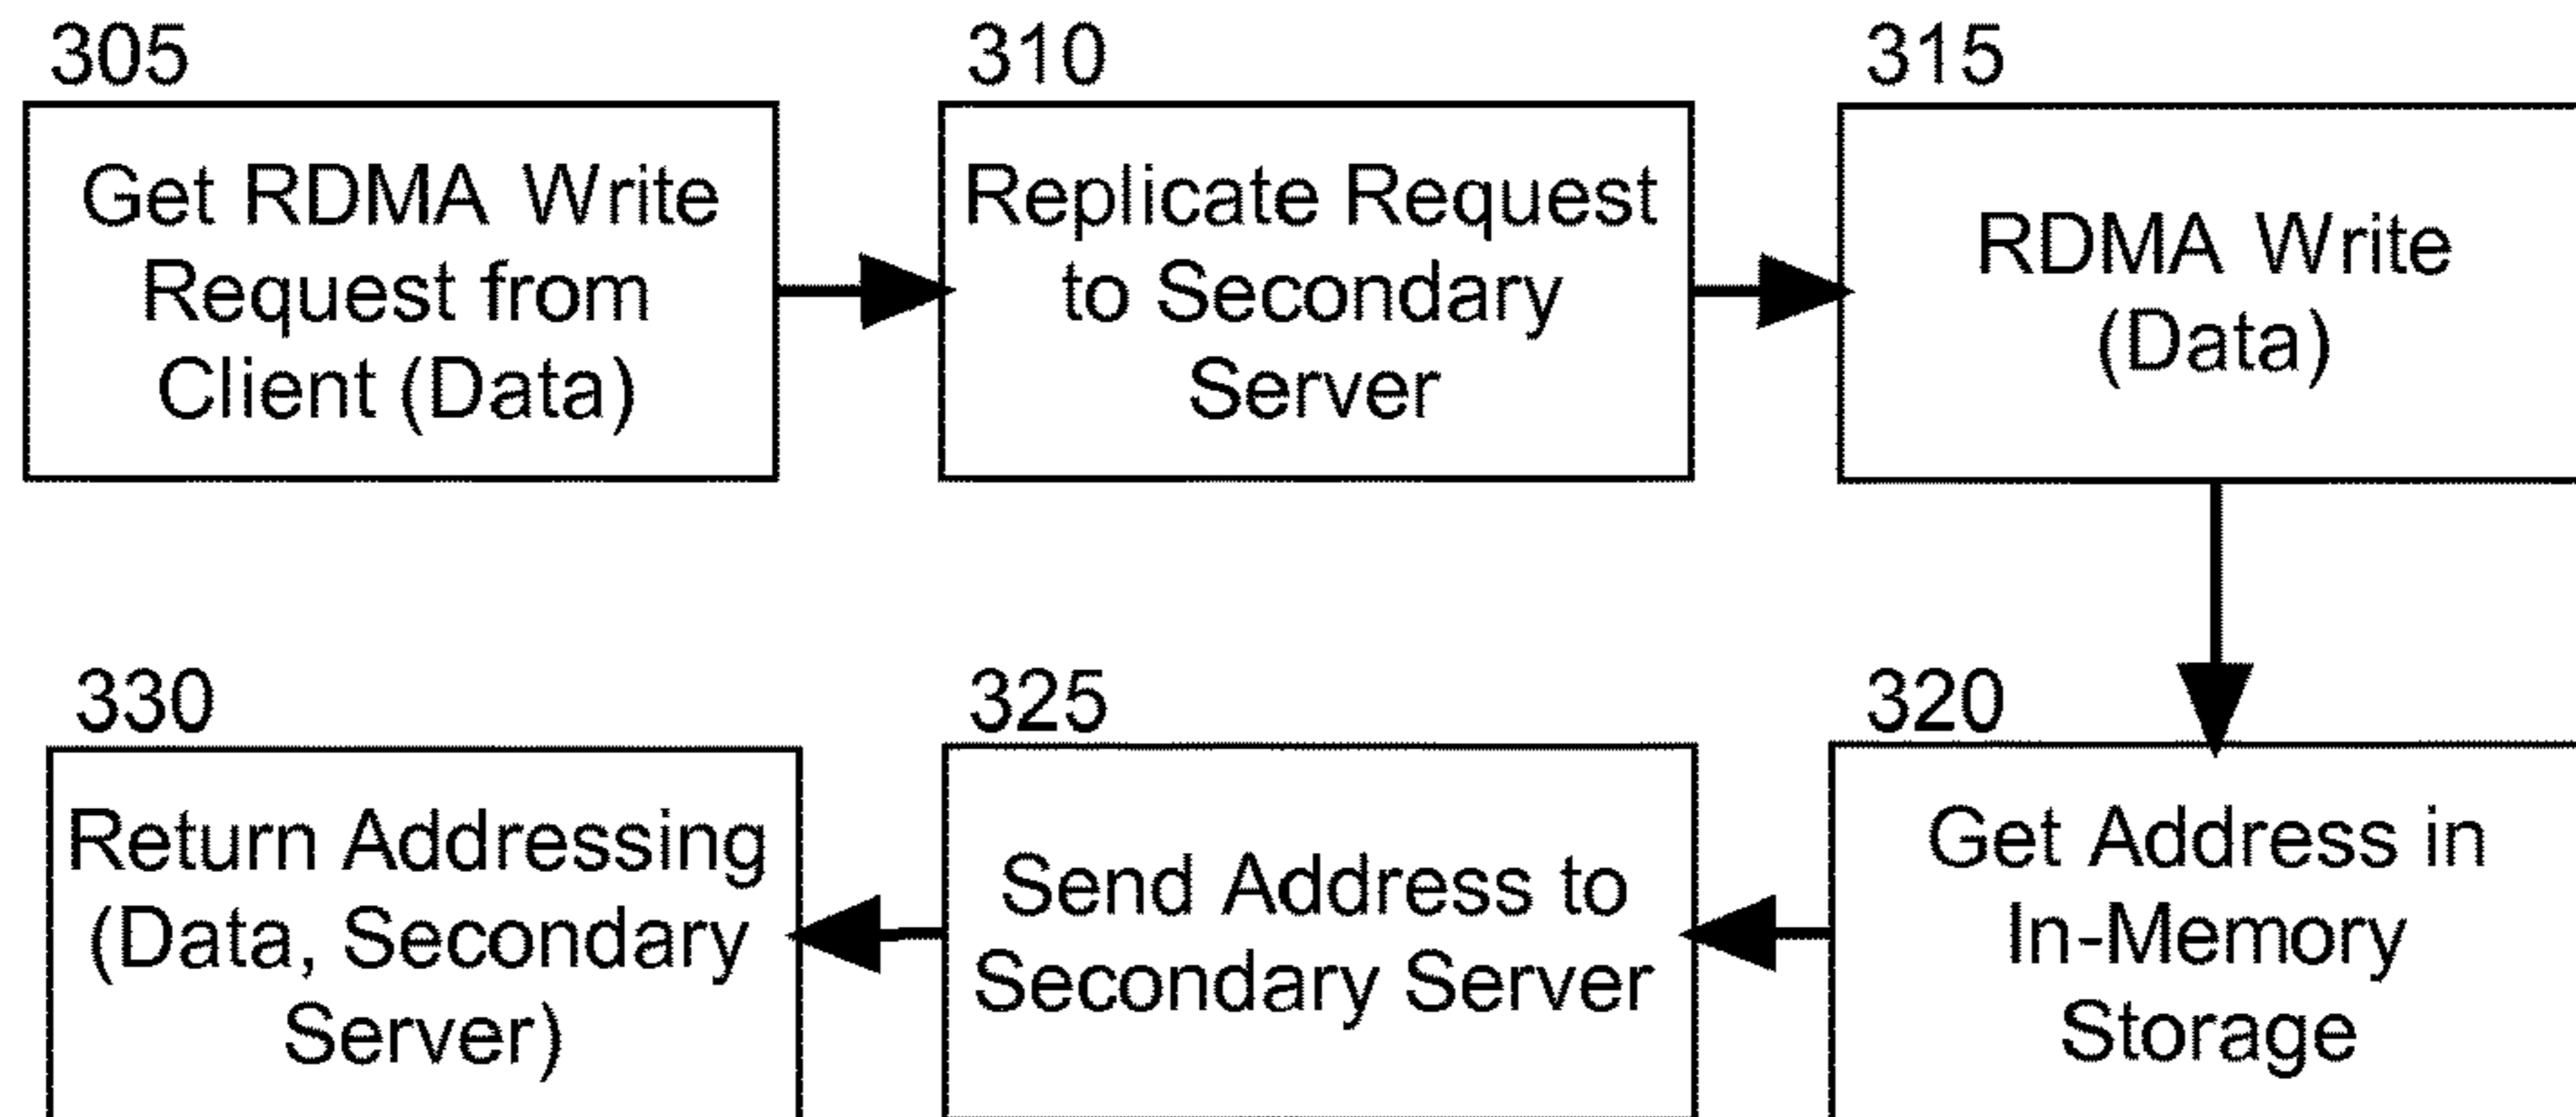 305
Get RDMA Write
Request from
Client (Data)
310
Replicate Request
to Secondary
Server
315
RDMA Write
(Data)
320
Get Address in
In-Memory
Storage
325
Send Address to
Secondary Server
330
Return Addressing
(Data, Secondary
Server)